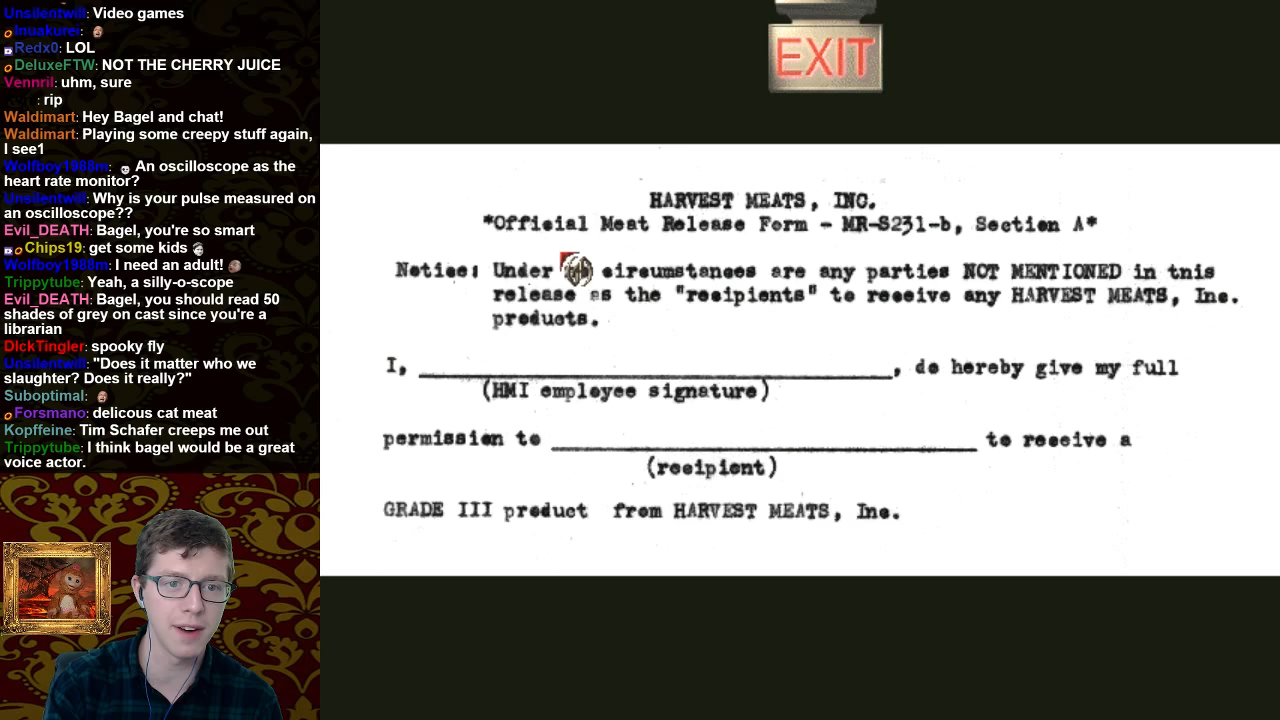 Unsilentwill: Video games
Inuakurei:
Redx0: LOL
DeluxeFTW: NOT THE CHERRY JUICE
Vennril: uhm, sure
: rip
Waldimart: Hey Bagel and chat!
Waldimart: Playing some creepy stuff again,
I see1
Wolfboy1988m: An oscilloscope as the
heart rate monitor?
Unsilentwill: Why is your pulse measured on
an oscilloscope??
Evil_DEATH: Bagel, you're so smart
Chips19: get some kids
Wolfboy1988m: I need an adult!
Trippytube: Yeah, a silly-o-scope
Evil_DEATH: Bagel, you should read 50
shades of grey on cast since you're a
librarian
DIckTingler: spooky fly
Unsilentwill: "Does it matter who we
slaughter? Does it really?"
Suboptimal:
Forsmano: delicous cat meat
Kopffeine: Tim Schafer creeps me out
Trippytube: I think bagel would be a great
voice actor.
EXIT
HARVEST MEATS, INC.
*Official Meat Release Form - MR-S231-b, Section A*
Notice: Under circumstances are any parties NOT MENTIONED in tnis
release as the "recipients" to receive any HARVEST MEATS, Inc.
products.
I, , do hereby give my full
(HMI employee signature)
permission to to receive a
(recipient)
GRADE III product from HARVEST MEATS, Inc.